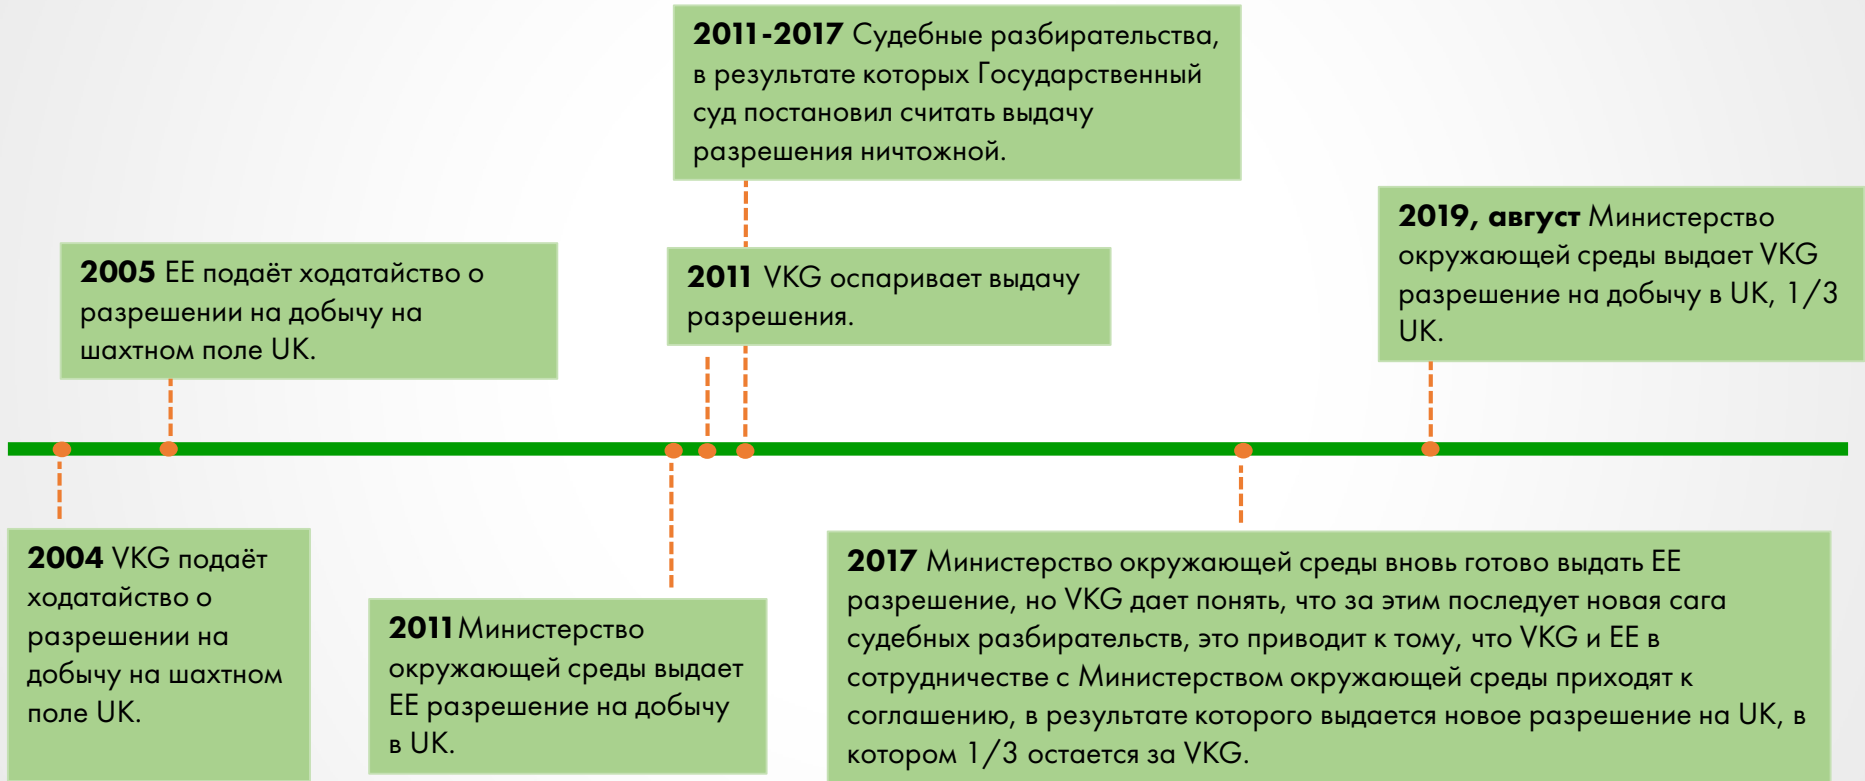 2011-2017 Судебные разбирательства,
в результате которых Государственный
суд постановил считать выдачу
разрешения ничтожной.
2019, август Министерство
окружающей среды выдает VKG
разрешение на добычу в UK, 1/3
UK.
2005 ЕЕ подаёт ходатайство о
разрешении на добычу на
шахтном поле UK.
2011 VKG оспаривает выдачу
разрешения.
2004 VKG подаёт
ходатайство о
разрешении на
добычу на шахтном
поле UK.
2011 Министерство
окружающей среды выдает
ЕЕ разрешение на добычу
в UK.
2017 Министерство окружающей среды вновь готово выдать ЕЕ
разрешение, но VKG дает понять, что за этим последует новая сага
судебных разбирательств, это приводит к тому, что VKG и ЕЕ в
сотрудничестве с Министерством окружающей среды приходят к
соглашению, в результате которого выдается новое разрешение на UK, в
котором 1/3 остается за VKG.